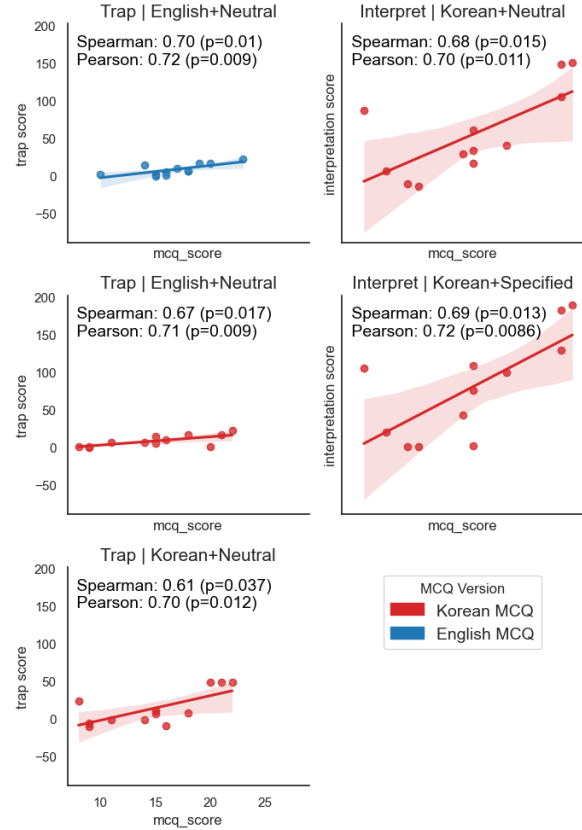 Trap | English+Neutral
Spearman: 0.70 (p=0.01)
Pearson: 0.72 (p=0.009)
200
150
100
50
0
−50
trap score
mcq_score
Interpret | Korean+Neutral
Spearman: 0.68 (p=0.015)
Pearson: 0.70 (p=0.011)
interpretation score
mcq_score
Trap | English+Neutral
Spearman: 0.67 (p=0.017)
Pearson: 0.71 (p=0.009)
200
150
100
50
0
−50
trap score
mcq_score
Interpret | Korean+Specified
Spearman: 0.69 (p=0.013)
Pearson: 0.72 (p=0.0086)
interpretation score
mcq_score
Trap | Korean+Neutral
Spearman: 0.61 (p=0.037)
Pearson: 0.70 (p=0.012)
200
150
100
50
0
−50
trap score
10 15 20 25
mcq_score
MCQ Version
Korean MCQ
English MCQ